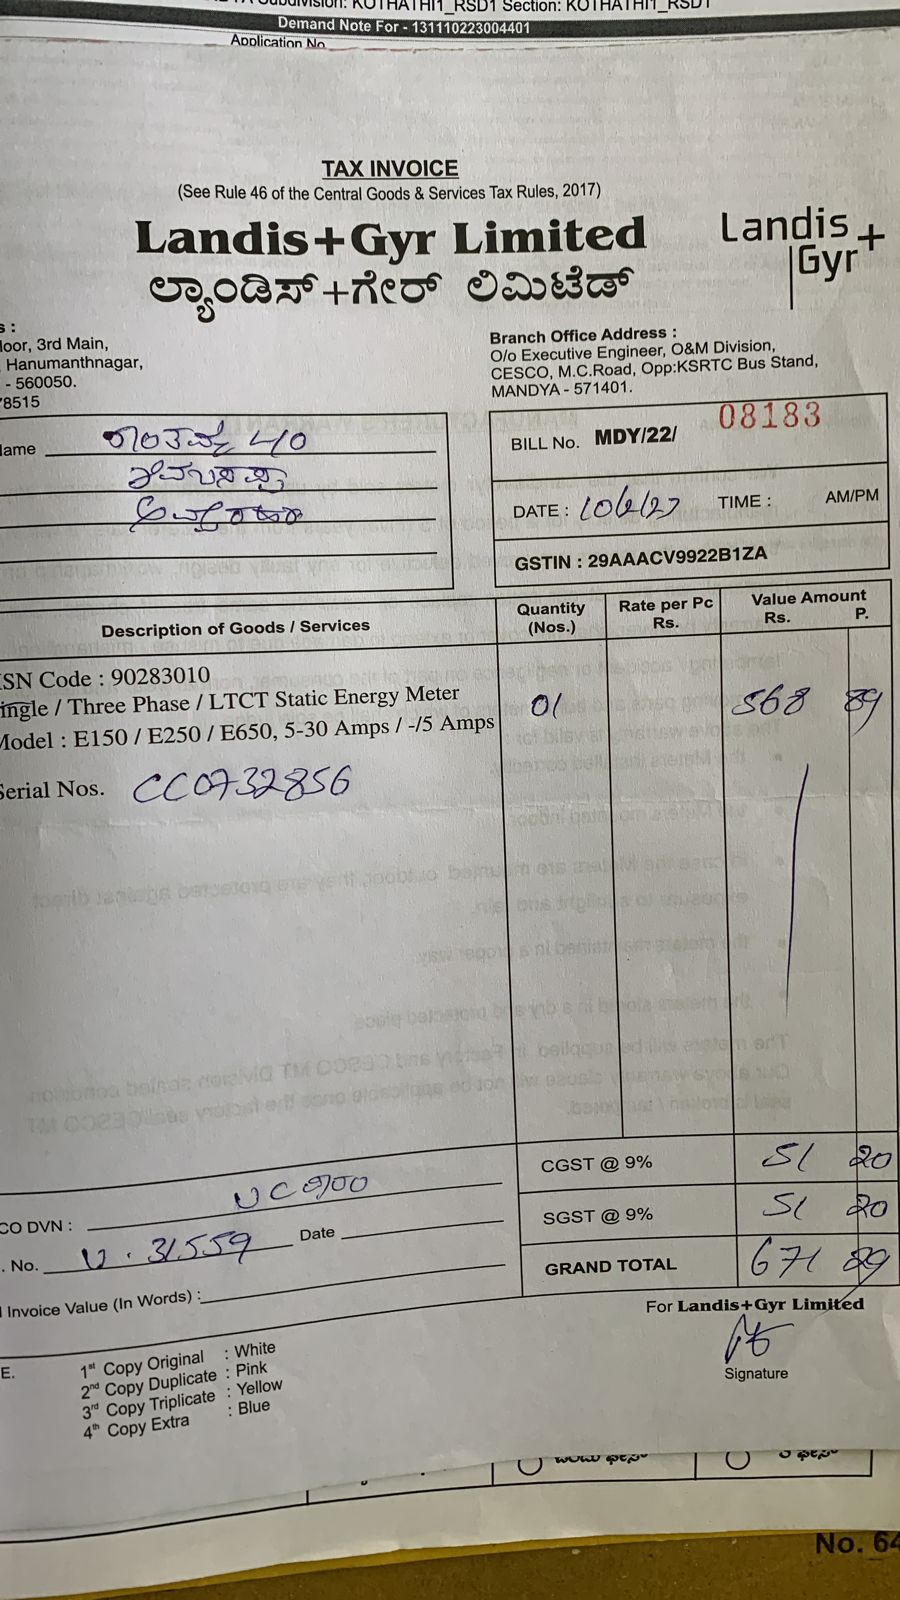 Subdivision: KOTHATHI1_RSD1 Section: KOTHATHI1_RSD1
Demand Note For - 131110223004401
Application No
TAX INVOICE
(See Rule 46 of the Central Goods & Services Tax Rules, 2017)
Landis+Gyr Limited
Landis+Gyr
ಲ್ಯಾಂಡಿಸ್+ಗೇರ್ ಲಿಮಿಟೆಡ್
s :
loor, 3rd Main,
Hanumanthnagar,
- 560050.
78515
Branch Office Address :
O/o Executive Engineer, O&M Division,
CESCO, M.C.Road, Opp:KSRTC Bus Stand,
MANDYA - 571401.
BILL No. MDY/22/ 08183
DATE : TIME : AM/PM
GSTIN : 29AAACV9922B1ZA
Description of Goods / Services
Quantity (Nos.)
Rate per Pc Rs.
Value Amount Rs. P.
SN Code : 90283010
ingle / Three Phase / LTCT Static Energy Meter
Model : E150 / E250 / E650, 5-30 Amps / -/5 Amps
01 568 89
Serial Nos. CC0732856
CGST @ 9% 51 20
SGST @ 9% 51 20
GRAND TOTAL 671 29
CO DVN :
. No. Date
l Invoice Value (In Words) :
For Landis+Gyr Limited
Signature
E.
1st Copy Original : White
2nd Copy Duplicate : Pink
3rd Copy Triplicate : Yellow
4th Copy Extra : Blue
No. 64